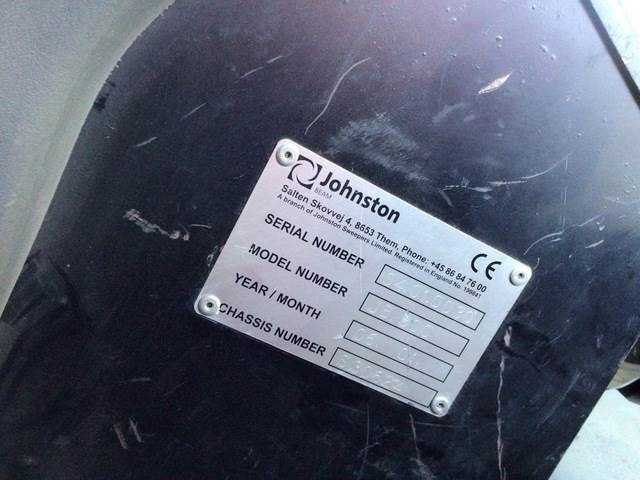 Johnston
BEAM
Salten Skovvej 4, 8653 Them, Phone: +45 86 84 76 00
A branch of Johnston Sweepers Limited. Registered in England No. 199841
CE
SERIAL NUMBER
MODEL NUMBER
YEAR / MONTH
CHASSIS NUMBER